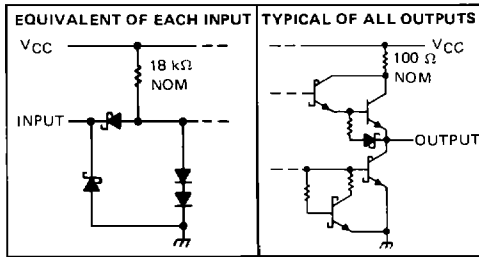 EQUIVALENT OF EACH INPUT
VCC
18 kΩ
NOM
INPUT
TYPICAL OF ALL OUTPUTS
VCC
100 Ω
NOM
OUTPUT